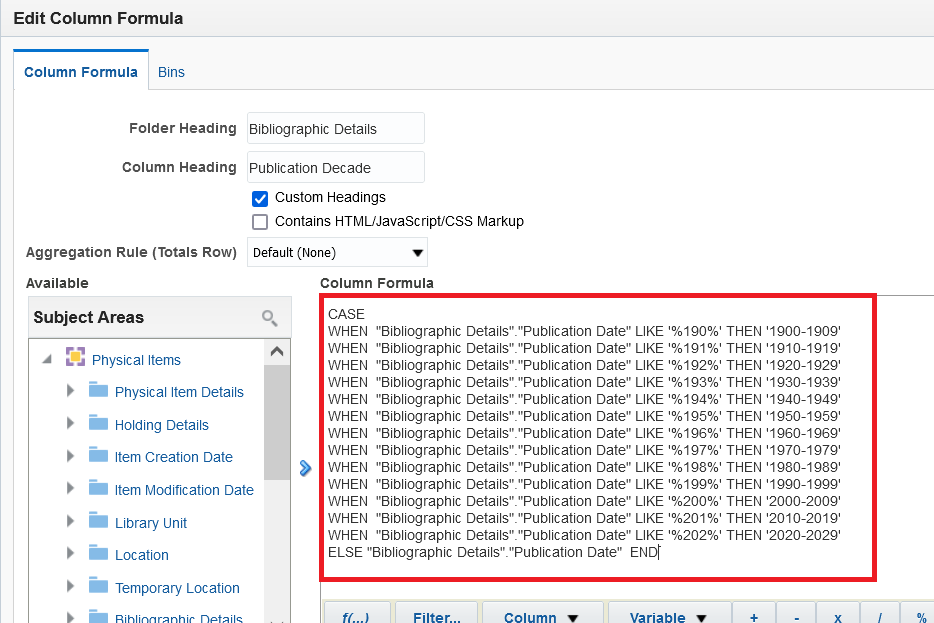 Edit Column Formula
Column Formula Bins
Folder Heading Bibliographic Details
Column Heading Publication Decade
Custom Headings
Contains HTML/JavaScript/CSS Markup
Aggregation Rule (Totals Row) Default (None)
Available
Subject Areas
Physical Items
Physical Item Details
Holding Details
Item Creation Date
Item Modification Date
Library Unit
Location
Temporary Location
Bibliographic Details
Column Formula
CASE
WHEN "Bibliographic Details"."Publication Date" LIKE '%190%' THEN '1900-1909'
WHEN "Bibliographic Details"."Publication Date" LIKE '%191%' THEN '1910-1919'
WHEN "Bibliographic Details"."Publication Date" LIKE '%192%' THEN '1920-1929'
WHEN "Bibliographic Details"."Publication Date" LIKE '%193%' THEN '1930-1939'
WHEN "Bibliographic Details"."Publication Date" LIKE '%194%' THEN '1940-1949'
WHEN "Bibliographic Details"."Publication Date" LIKE '%195%' THEN '1950-1959'
WHEN "Bibliographic Details"."Publication Date" LIKE '%196%' THEN '1960-1969'
WHEN "Bibliographic Details"."Publication Date" LIKE '%197%' THEN '1970-1979'
WHEN "Bibliographic Details"."Publication Date" LIKE '%198%' THEN '1980-1989'
WHEN "Bibliographic Details"."Publication Date" LIKE '%199%' THEN '1990-1999'
WHEN "Bibliographic Details"."Publication Date" LIKE '%200%' THEN '2000-2009'
WHEN "Bibliographic Details"."Publication Date" LIKE '%201%' THEN '2010-2019'
WHEN "Bibliographic Details"."Publication Date" LIKE '%202%' THEN '2020-2029'
ELSE "Bibliographic Details"."Publication Date" END
f(...) Filter... Column Variable + - x / %